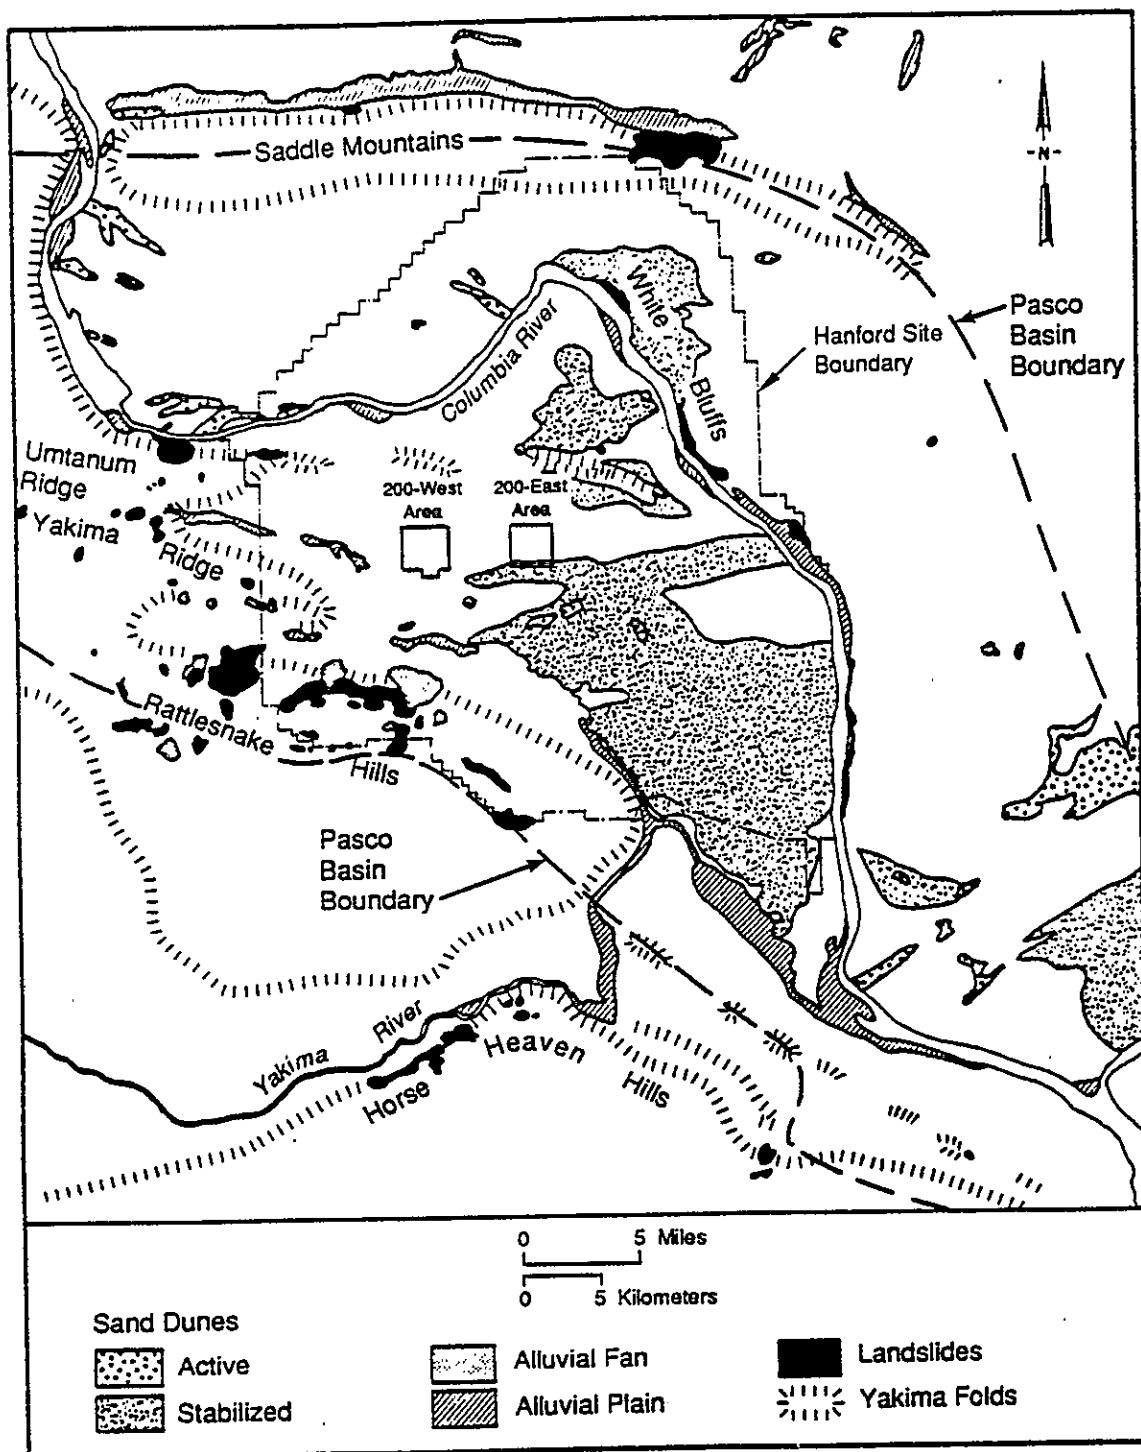 Saddle Mountains
N
White
Bluffs
Columbia River
Hanford Site
Boundary
Pasco
Basin
Boundary
Umtanum
Ridge
Yakima
Ridge
200-West
Area
200-East
Area
Rattlesnake
Hills
Pasco
Basin
Boundary
Yakima
River
Horse
Heaven
Hills
0 5 Miles
0 5 Kilometers
Sand Dunes
Active
Stabilized
Alluvial Fan
Alluvial Plain
Landslides
Yakima Folds